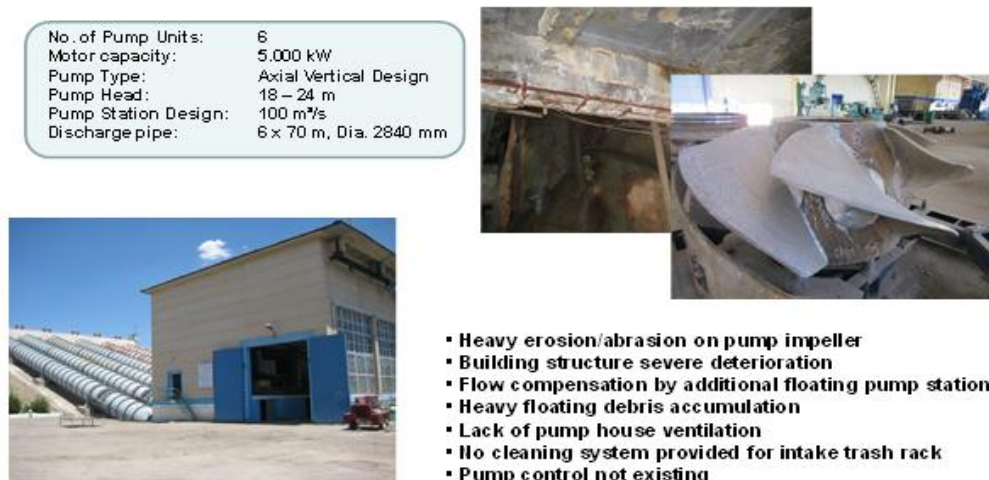 No. of Pump Units: 6
Motor capacity: 5.000 kW
Pump Type: Axial Vertical Design
Pump Head: 18 – 24 m
Pump Station Design: 100 m³/s
Discharge pipe: 6 x 70 m, Dia. 2840 mm
▪ Heavy erosion/abrasion on pump impeller
▪ Building structure severe deterioration
▪ Flow compensation by additional floating pump station
▪ Heavy floating debris accumulation
▪ Lack of pump house ventilation
▪ No cleaning system provided for intake trash rack
▪ Pump control not existing